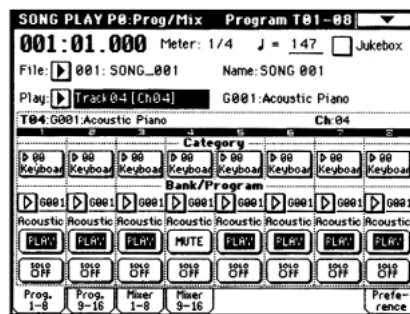 SONG PLAY P0:Prog/Mix Program T01-08
001:01.000 Meter: 1/4 ♩ = 147 Jukebox
File: 001: SONG_001 Name: SONG 001
Play: Track04 [Ch04] G001:Acoustic Piano
T04:G001:Acoustic Piano Ch:04
1 2 3 4 5 6 7 8
Category
00 00 00 00 00 00 00 00
Keyboar Keyboar Keyboar Keyboar Keyboar Keyboar Keyboar Keyboar
Bank/Program
G001 G001 G001 G001 G001 G001 G001 G001
Acoustic Acoustic Acoustic Acoustic Acoustic Acoustic Acoustic Acoustic
PLAY PLAY PLAY MUTE PLAY PLAY PLAY PLAY
SOLO SOLO SOLO SOLO SOLO SOLO SOLO SOLO
OFF OFF OFF OFF OFF OFF OFF OFF
Prog. Prog. Mixer Mixer Prefe-
1-8 9-16 1-8 9-16 rence